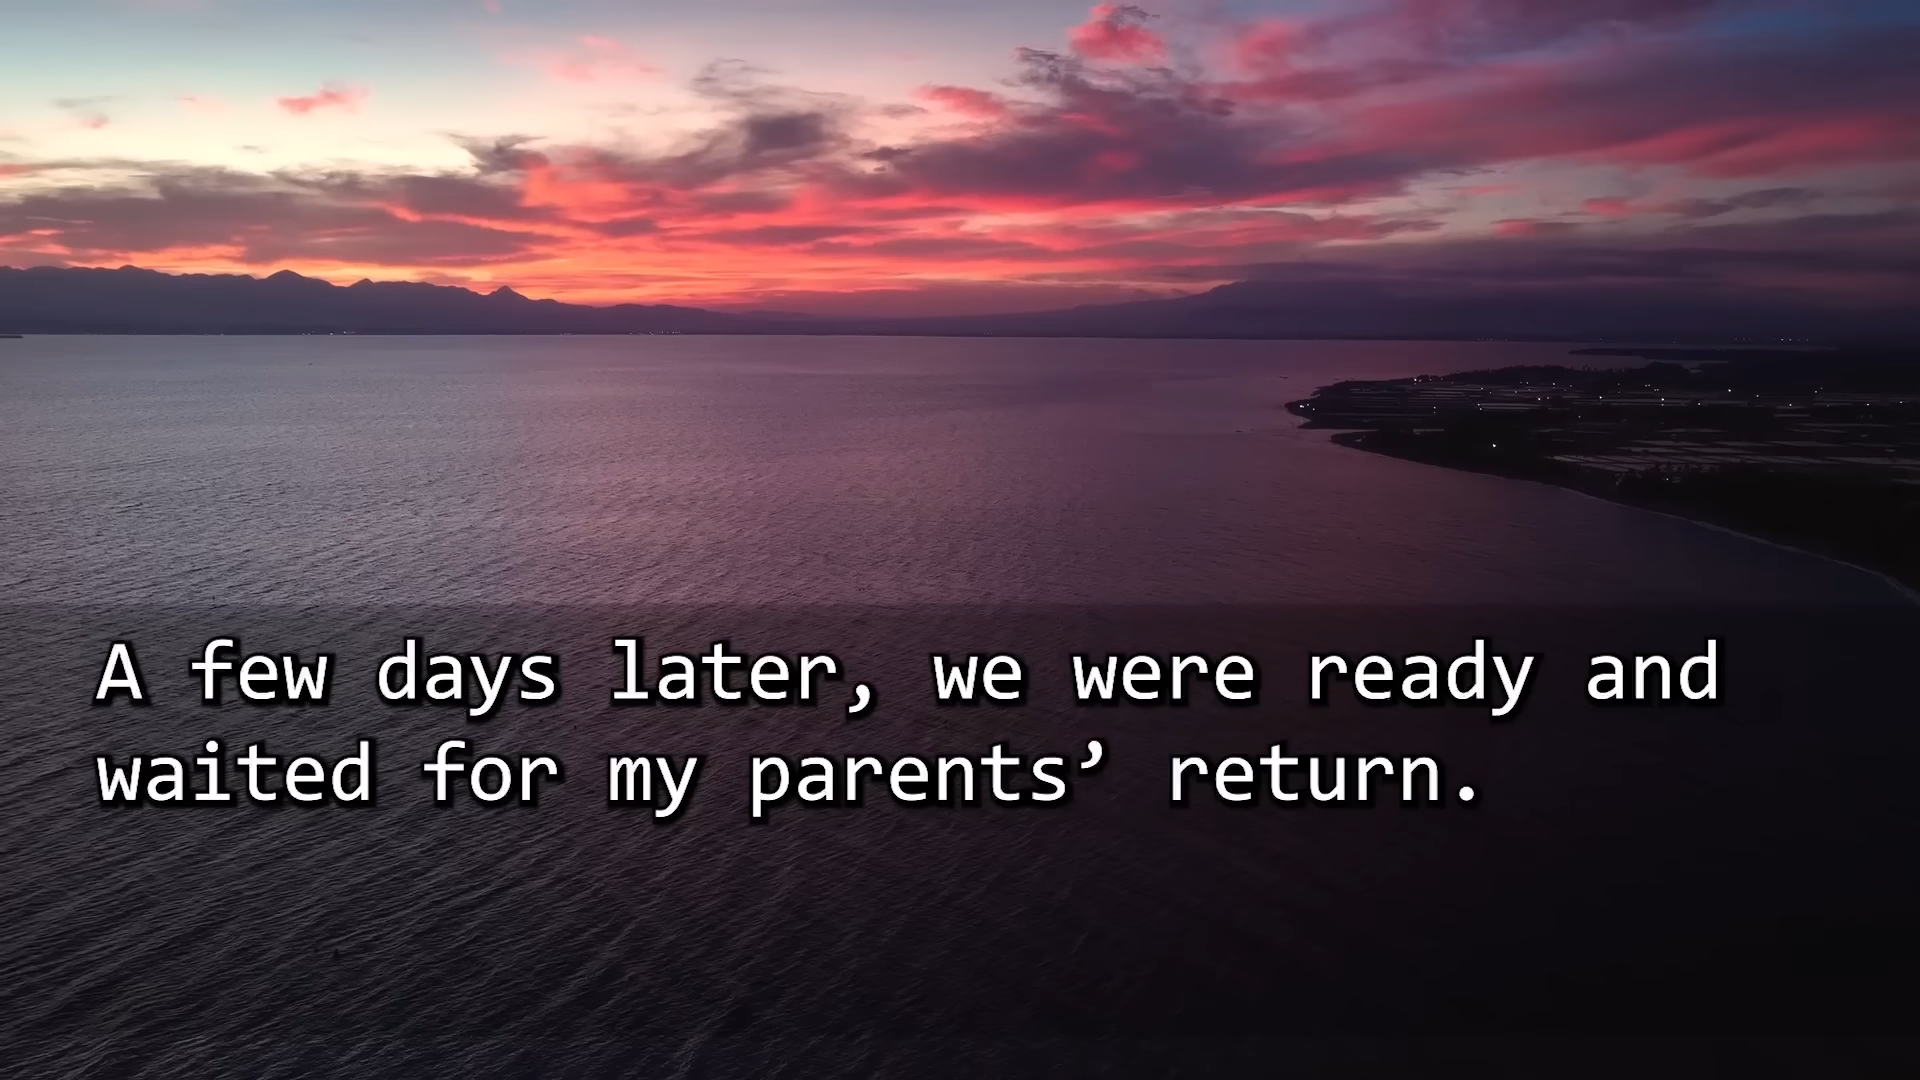 A few days later, we were ready and
waited for my parents’ return.